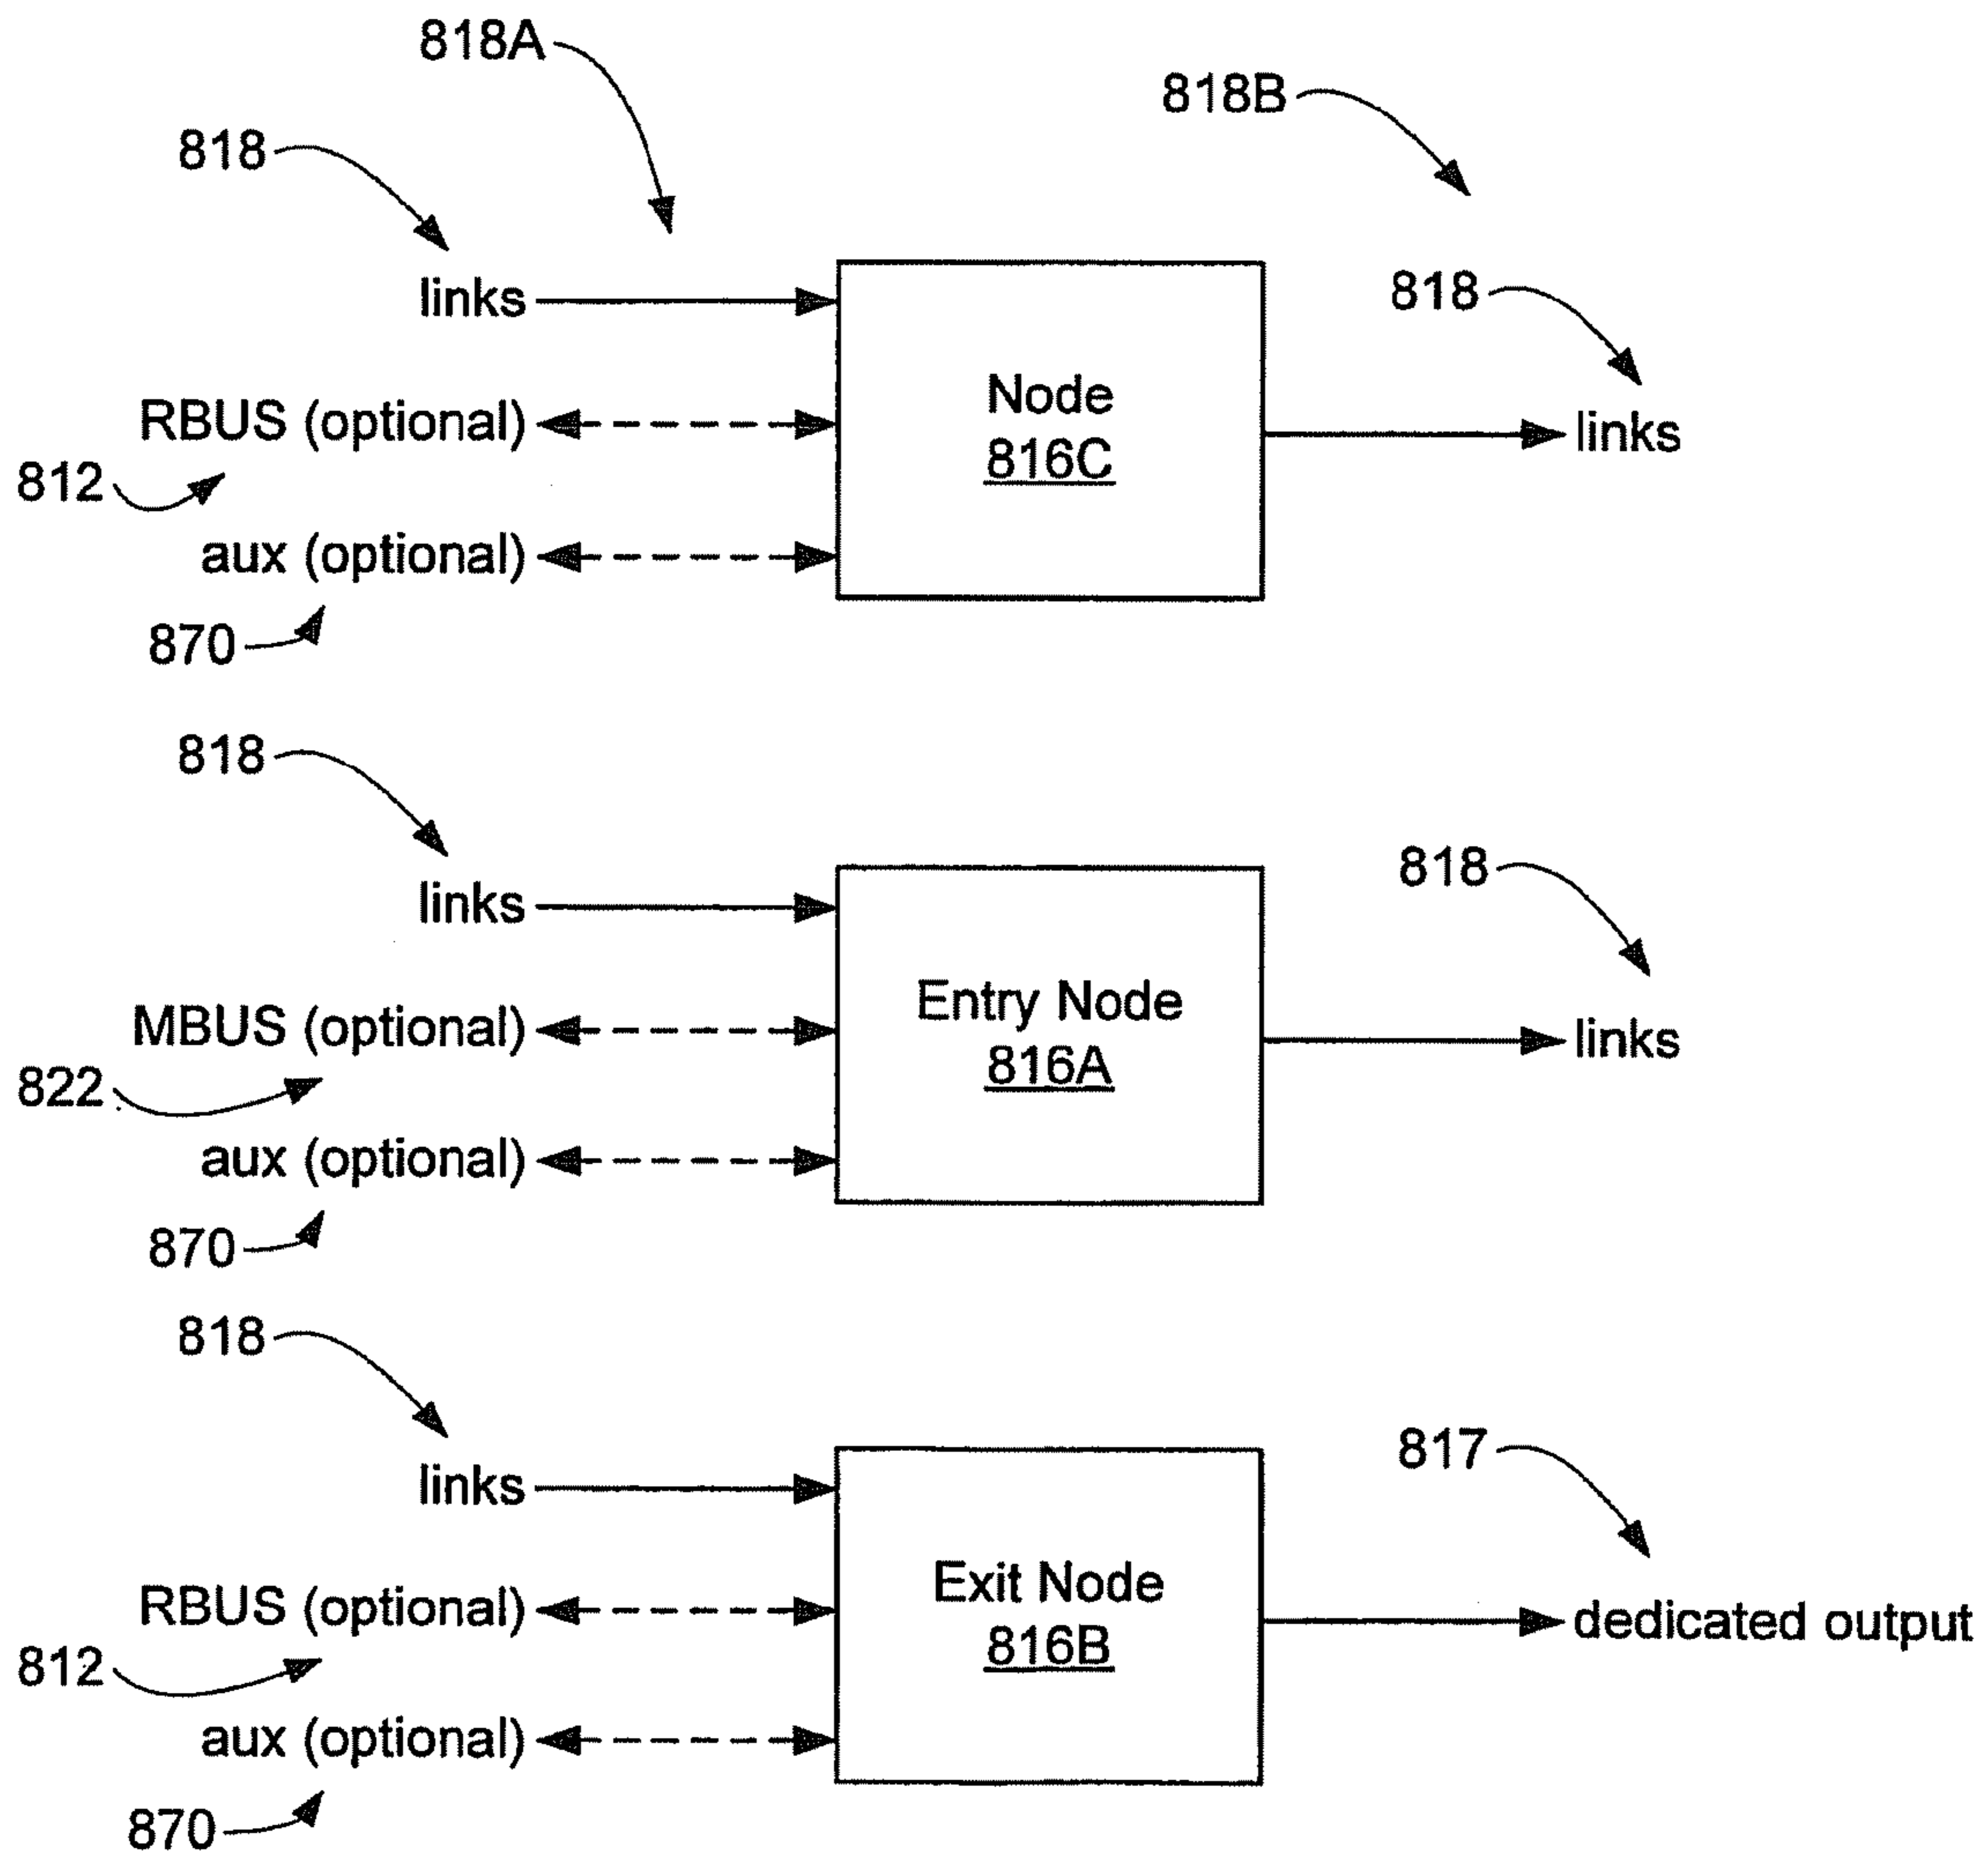 818A
818B
818
818
links
RBUS (optional)
Node
816C
links
812
aux (optional)
870
818
818
links
MBUS (optional)
Entry Node
816A
links
822
aux (optional)
870
818
817
links
RBUS (optional)
Exit Node
816B
dedicated output
812
aux (optional)
870